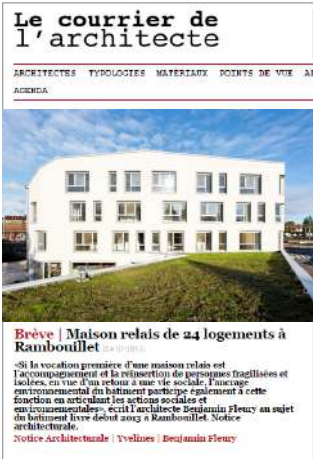 Le courrier de
l'architecte
ARCHITECTES TYPOLOGIES MATÉRIAUX POINTS DE VUE
AGENDA
Brève | Maison relais de 24 logements à
Rambouillet
«Si la vocation première d'une maison relais est
l'accompagnement et la réinsertion de personnes fragilisées et
isolées, en vue d'un retour à une vie sociale, l'ancrage
environnemental du bâtiment participe également à cette
fonction en articulant les actions sociales et
environnementales», écrit l'architecte Benjamin Fleury au sujet
du bâtiment livré début 2013 à Rambouillet. Notice
architecturale.
Notice Architecturale | Yvelines | Benjamin Fleury